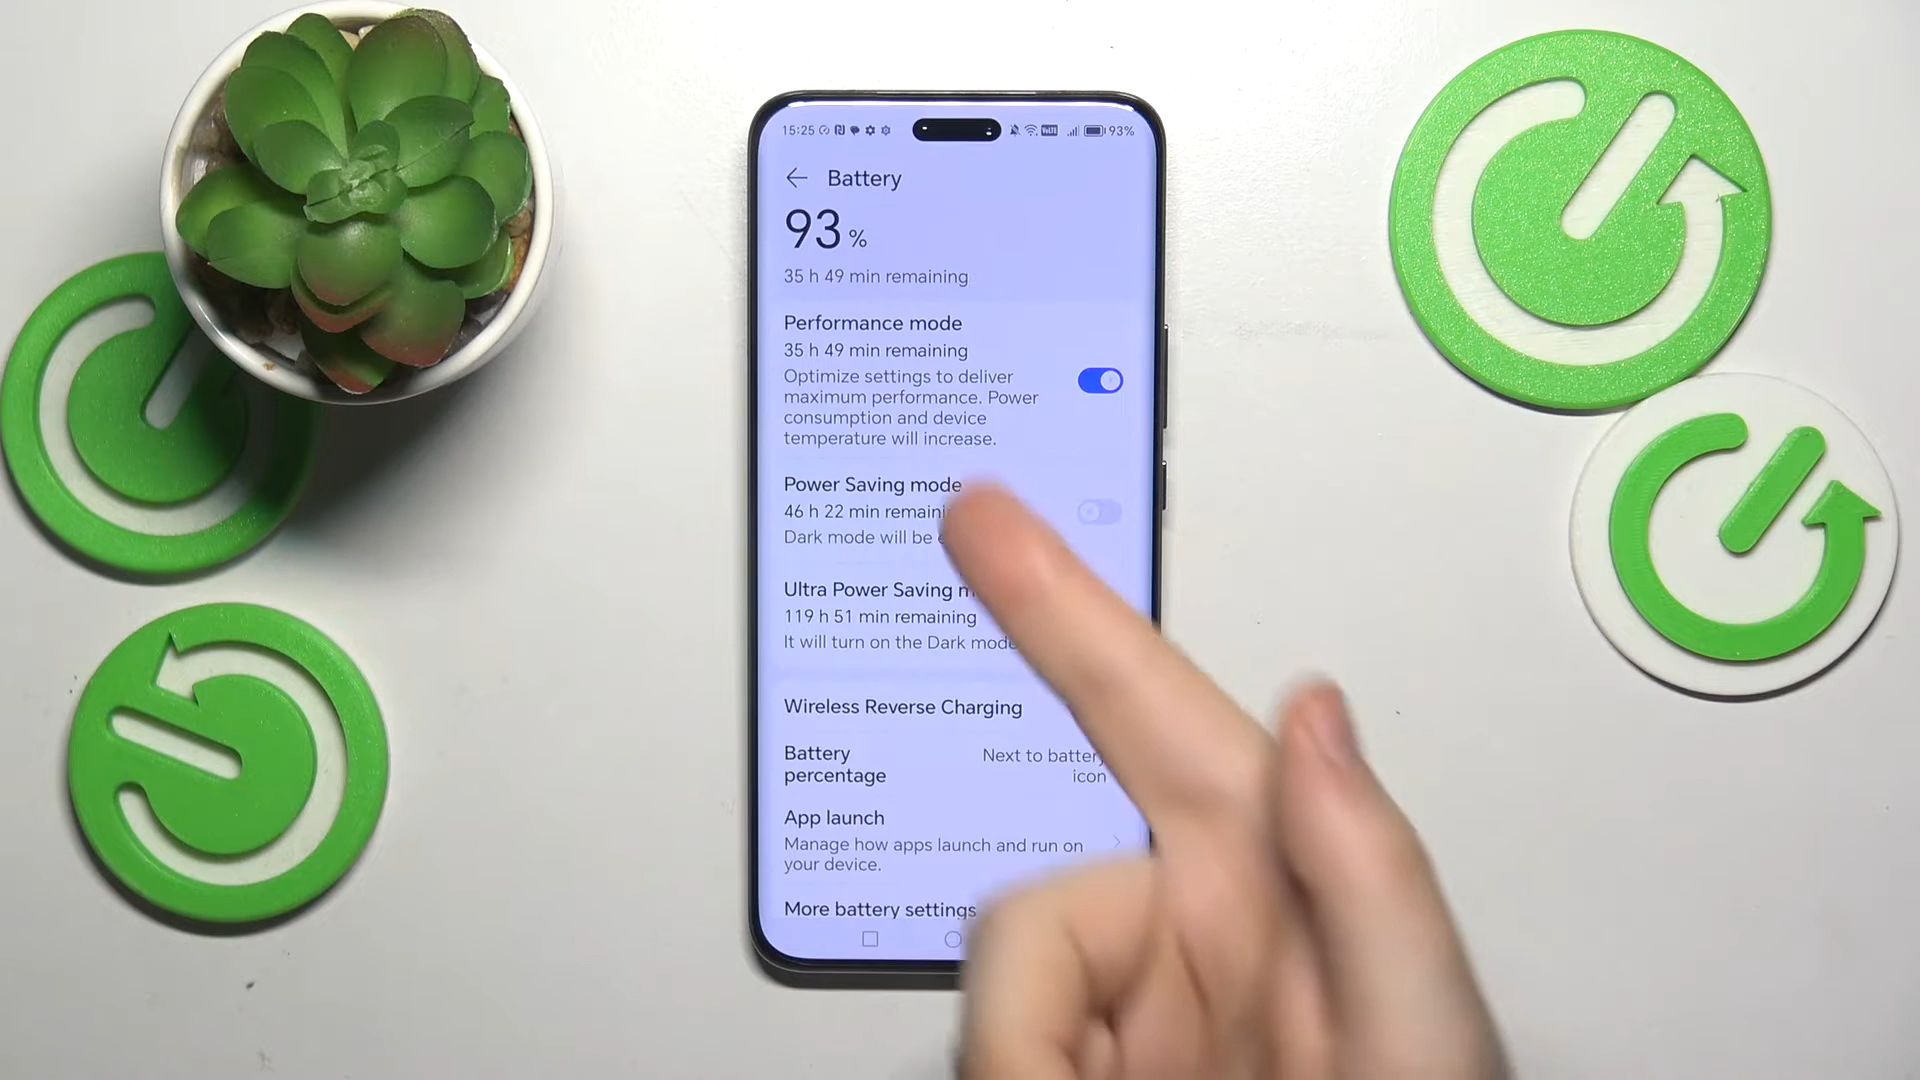 15:25 93%
Battery
93 %
35 h 49 min remaining
Performance mode
35 h 49 min remaining
Optimize settings to deliver
maximum performance. Power
consumption and device
temperature will increase.
Power Saving mode
46 h 22 min remaini
Dark mode will be
Ultra Power Saving
119 h 51 min remaining
It will turn on the Dark mode
Wireless Reverse Charging
Battery
percentage
Next to battery
icon
App launch
Manage how apps launch and run on
your device.
More battery settings